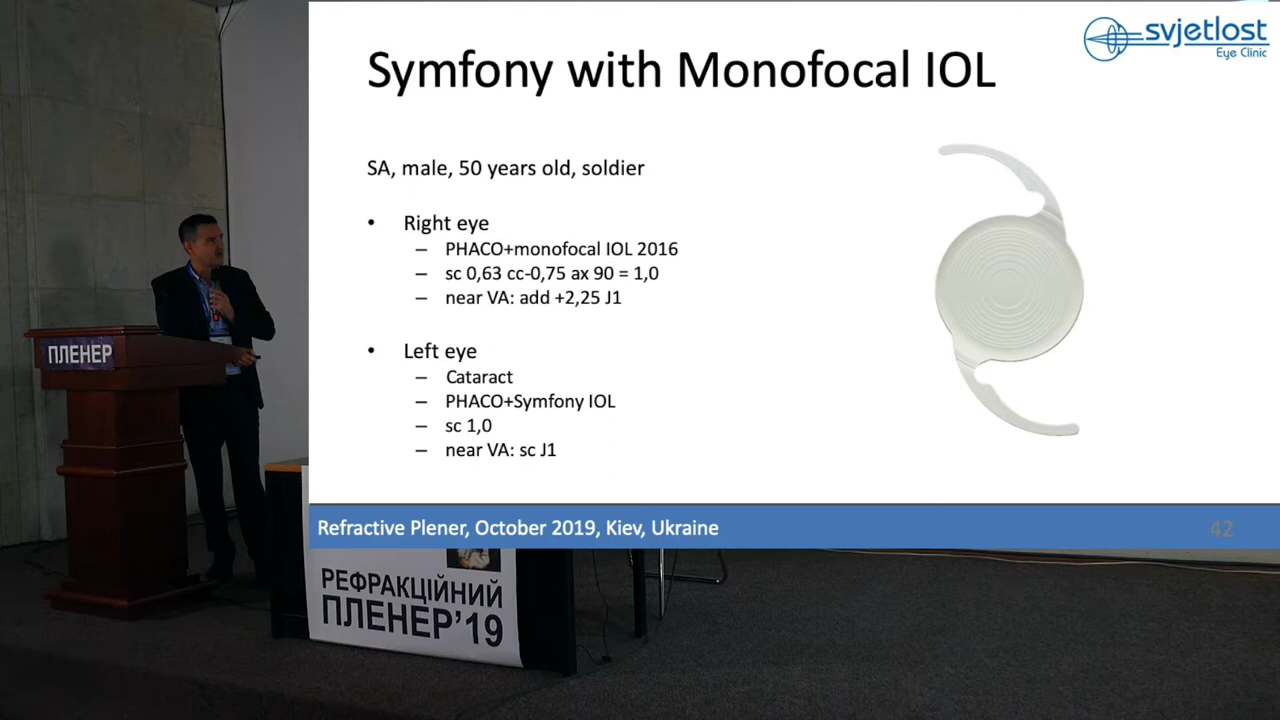 svjetlost
Eye Clinic
Symfony with Monofocal IOL
SA, male, 50 years old, soldier
• Right eye
– PHACO+monofocal IOL 2016
– sc 0,63 cc-0,75 ax 90 = 1,0
– near VA: add +2,25 J1
• Left eye
– Cataract
– PHACO+Symfony IOL
– sc 1,0
– near VA: sc J1
Refractive Plener, October 2019, Kiev, Ukraine
42
ПЛЕНЕР
РЕФРАКЦІЙНИЙ
ПЛЕНЕР’19